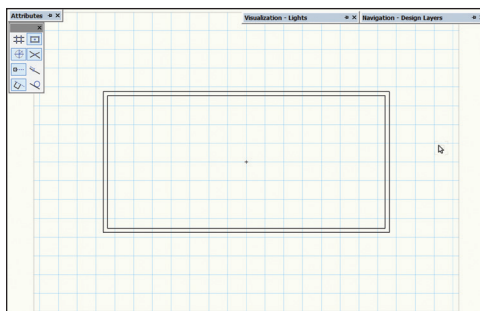 Attributes
Visualization - Lights
Navigation - Design Layers